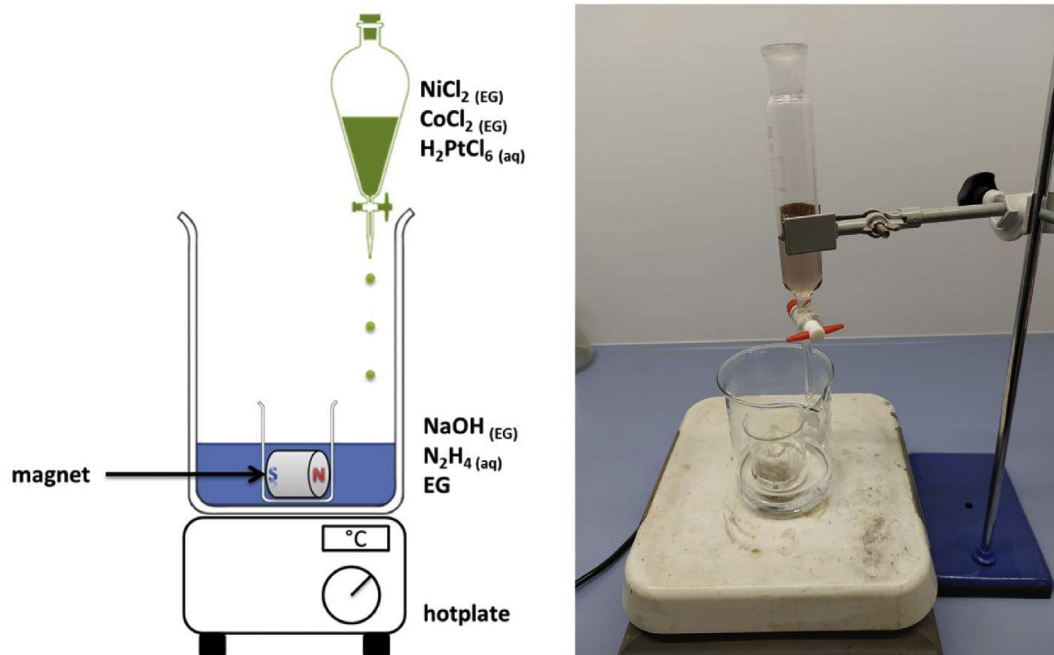 NiCl₂ (EG)
CoCl₂ (EG)
H₂PtCl₆ (aq)
NaOH (EG)
N₂H₄ (aq)
EG
magnet
S
N
°C
hotplate